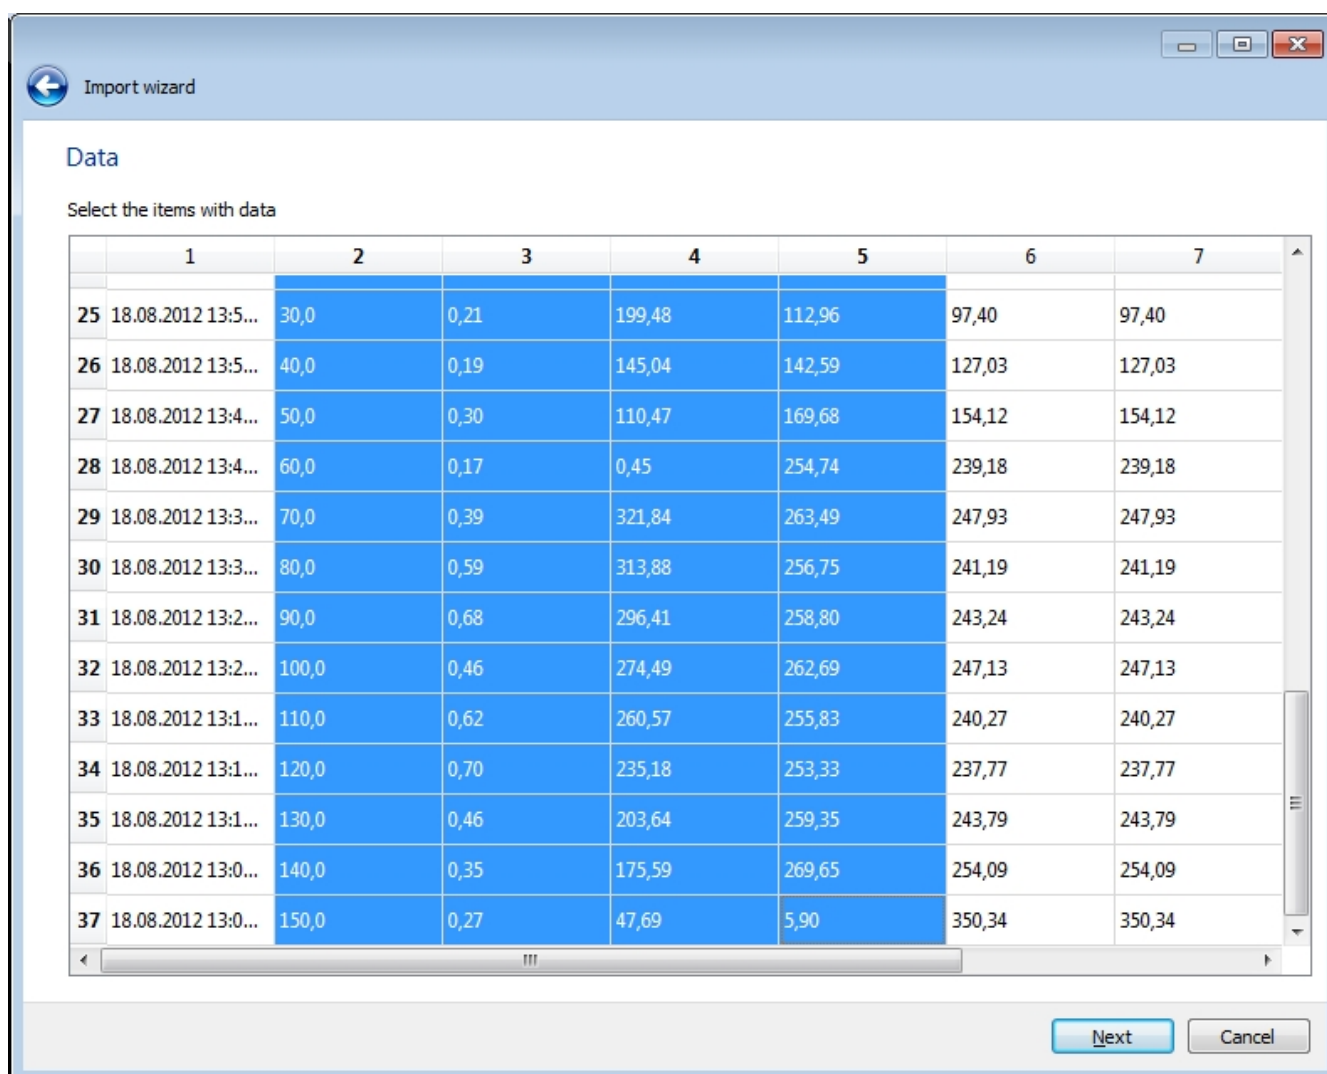 Import wizard
Data
Select the items with data
1 2 3 4 5 6 7
25 18.08.2012 13:5... 30,0 0,21 199,48 112,96 97,40 97,40
26 18.08.2012 13:5... 40,0 0,19 145,04 142,59 127,03 127,03
27 18.08.2012 13:4... 50,0 0,30 110,47 169,68 154,12 154,12
28 18.08.2012 13:4... 60,0 0,17 0,45 254,74 239,18 239,18
29 18.08.2012 13:3... 70,0 0,39 321,84 263,49 247,93 247,93
30 18.08.2012 13:3... 80,0 0,59 313,88 256,75 241,19 241,19
31 18.08.2012 13:2... 90,0 0,68 296,41 258,80 243,24 243,24
32 18.08.2012 13:2... 100,0 0,46 274,49 262,69 247,13 247,13
33 18.08.2012 13:1... 110,0 0,62 260,57 255,83 240,27 240,27
34 18.08.2012 13:1... 120,0 0,70 235,18 253,33 237,77 237,77
35 18.08.2012 13:1... 130,0 0,46 203,64 259,35 243,79 243,79
36 18.08.2012 13:0... 140,0 0,35 175,59 269,65 254,09 254,09
37 18.08.2012 13:0... 150,0 0,27 47,69 5,90 350,34 350,34
Next Cancel